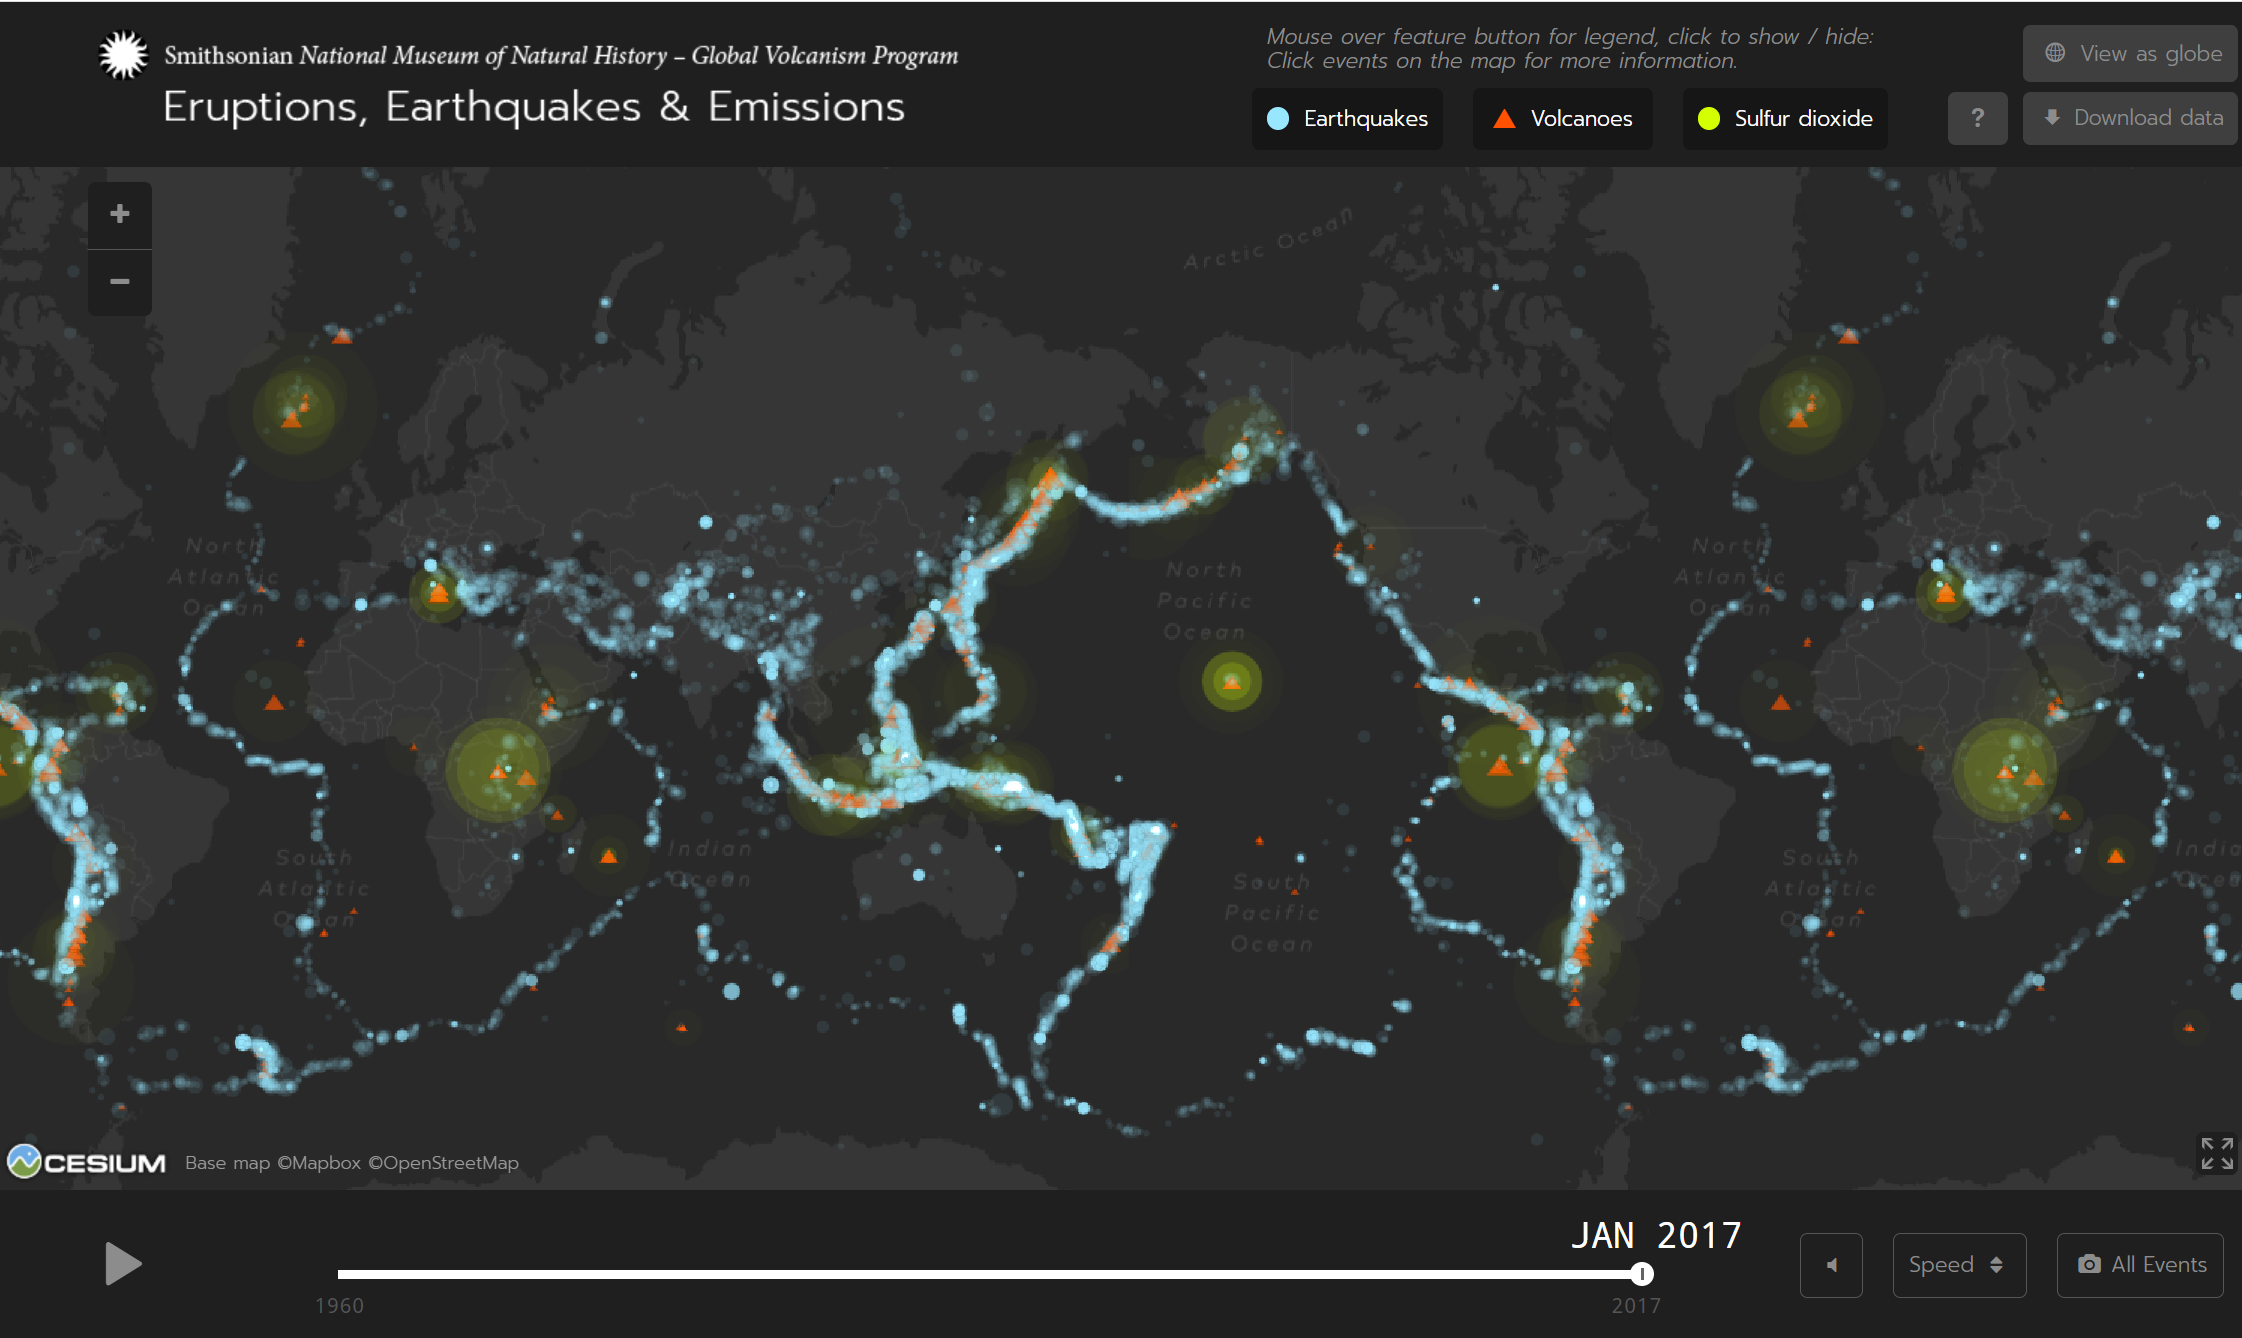 Smithsonian National Museum of Natural History – Global Volcanism Program
Eruptions, Earthquakes & Emissions
Mouse over feature button for legend, click to show / hide:
Click events on the map for more information.
Earthquakes
Volcanoes
Sulfur dioxide
View as globe
?
Download data
+
−
Arctic Ocean
North
Atlantic
Ocean
North
Pacific
Ocean
North
Atlantic
Ocean
South
Atlantic
Ocean
Indian
Ocean
South
Pacific
Ocean
South
Atlantic
Ocean
India
Ocean
CESIUM
Base map ©Mapbox ©OpenStreetMap
JAN 2017
1960
2017
Speed
All Events